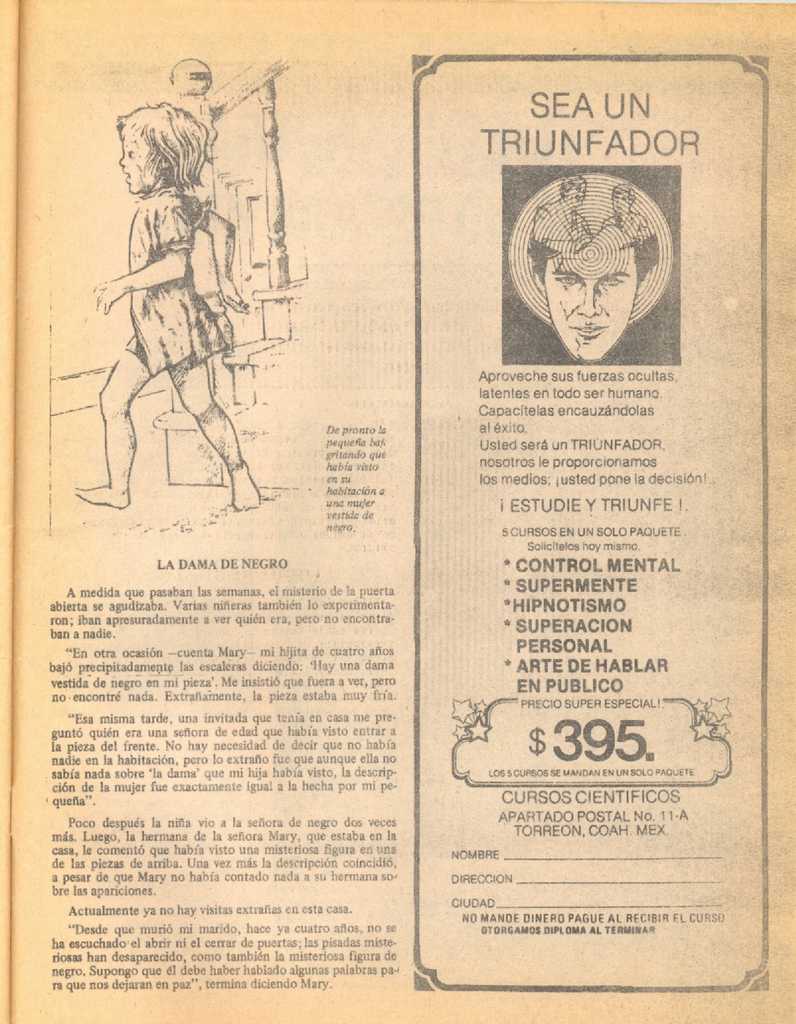 De pronto la
pequeña bajó
gritando que
había visto
en su
habitación a
una mujer
vestida de
negro.
LA DAMA DE NEGRO
A medida que pasaban las semanas, el misterio de la puerta
abierta se agudizaba. Varias niñeras también lo experimenta-
ron; iban apresuradamente a ver quién era, pero no encontra-
ban a nadie.
"En otra ocasión —cuenta Mary— mi hijita de cuatro años
bajó precipitadamente las escaleras diciendo: 'Hay una dama
vestida de negro en mi pieza'. Me insistió que fuera a ver, pero
no encontré nada. Extrañamente, la pieza estaba muy fría.
"Esa misma tarde, una invitada que tenía en casa me pre-
guntó quién era una señora de edad que había visto entrar a
la pieza del frente. No hay necesidad de decir que no había
nadie en la habitación, pero lo extraño fue que aunque ella no
sabía nada sobre 'la dama' que mi hija había visto, la descrip-
ción de la mujer fue exactamente igual a la hecha por mi pe-
queña".
Poco después la niña vio a la señora de negro dos veces
más. Luego, la hermana de la señora Mary, que estaba en la
casa, le comentó que había visto una misteriosa figura en una
de las piezas de arriba. Una vez más la descripción coincidió,
a pesar de que Mary no había contado nada a su hermana so-
bre las apariciones.
Actualmente ya no hay visitas extrañas en esta casa.
"Desde que murió mi marido, hace ya cuatro años, no se
ha escuchado el abrir ni el cerrar de puertas; las pisadas miste-
riosas han desaparecido, como también la misteriosa figura de
negro. Supongo que él debe haber hablado algunas palabras pa-
ra que nos dejaran en paz", termina diciendo Mary.
SEA UN
TRIUNFADOR
Aproveche sus fuerzas ocultas,
latentes en todo ser humano.
Capacítelas encauzándolas
al éxito.
Usted será un TRIUNFADOR,
nosotros le proporcionamos
los medios; ¡usted pone la decisión!.
¡ ESTUDIE Y TRIUNFE !.
5 CURSOS EN UN SOLO PAQUETE.
Solicítelos hoy mismo.
* CONTROL MENTAL
* SUPERMENTE
* HIPNOTISMO
* SUPERACION
PERSONAL
* ARTE DE HABLAR
EN PUBLICO
PRECIO SUPER ESPECIAL!.
$395.
LOS 5 CURSOS SE MANDAN EN UN SOLO PAQUETE
CURSOS CIENTIFICOS
APARTADO POSTAL No. 11-A
TORREON, COAH. MEX.
NOMBRE
DIRECCION
CIUDAD
NO MANDE DINERO PAGUE AL RECIBIR EL CURSO
OTORGAMOS DIPLOMA AL TERMINAR